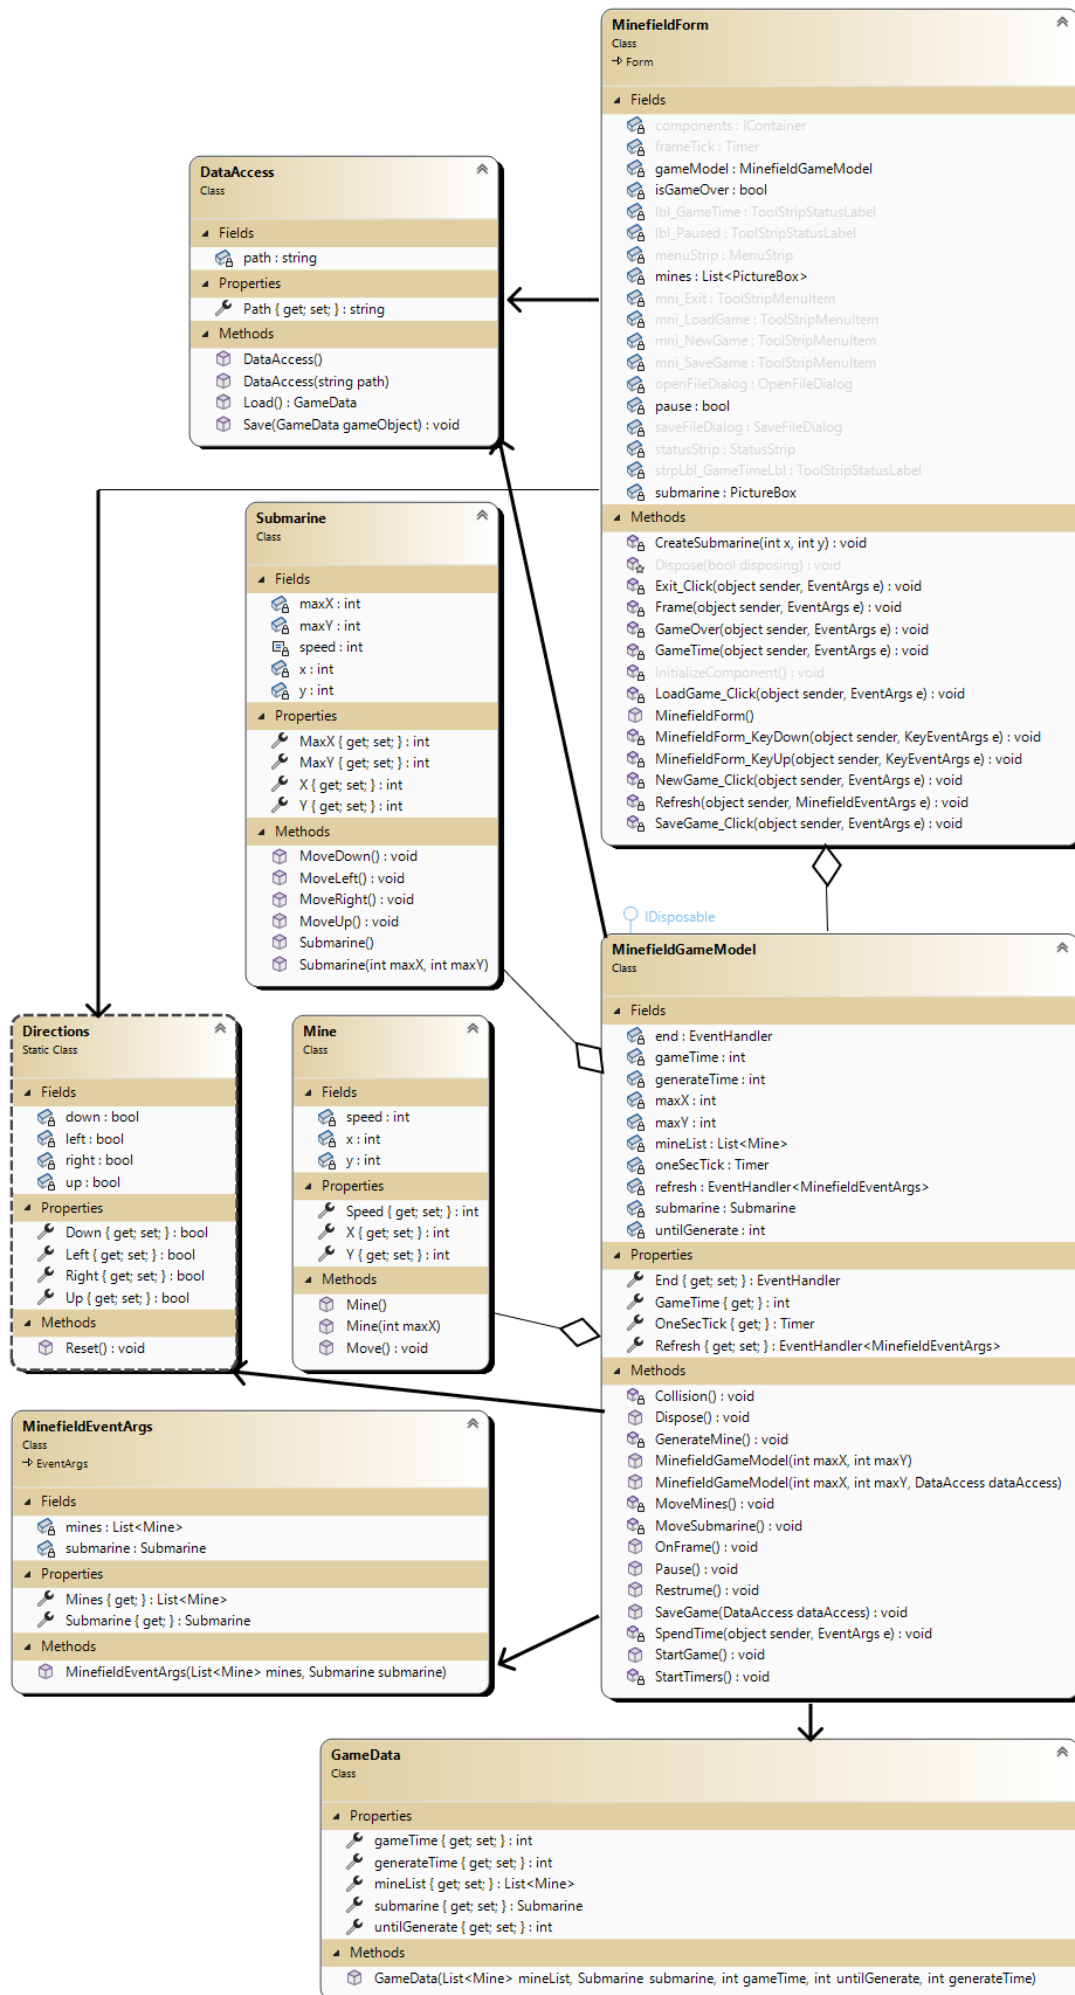 MinefieldForm
Class
Form
Fields
components : IContainer
frameTick : Timer
gameModel : MinefieldGameModel
isGameOver : bool
lbl_GameTime : ToolStripStatusLabel
lbl_Paused : ToolStripStatusLabel
menuStrip : MenuStrip
mines : List<PictureBox>
mni_Exit : ToolStripMenuItem
mni_LoadGame : ToolStripMenuItem
mni_NewGame : ToolStripMenuItem
mni_SaveGame : ToolStripMenuItem
openFileDialog : OpenFileDialog
pause : bool
saveFileDialog : SaveFileDialog
statusStrip : StatusStrip
strpLbl_GameTimeLbl : ToolStripStatusLabel
submarine : PictureBox
Methods
CreateSubmarine(int x, int y) : void
Dispose(bool disposing) : void
Exit_Click(object sender, EventArgs e) : void
Frame(object sender, EventArgs e) : void
GameOver(object sender, EventArgs e) : void
GameTime(object sender, EventArgs e) : void
InitializeComponent() : void
LoadGame_Click(object sender, EventArgs e) : void
MinefieldForm()
MinefieldForm_KeyDown(object sender, KeyEventArgs e) : void
MinefieldForm_KeyUp(object sender, KeyEventArgs e) : void
NewGame_Click(object sender, EventArgs e) : void
Refresh(object sender, MinefieldEventArgs e) : void
SaveGame_Click(object sender, EventArgs e) : void
DataAccess
Class
Fields
path : string
Properties
Path { get; set; } : string
Methods
DataAccess()
DataAccess(string path)
Load() : GameData
Save(GameData gameObject) : void
Submarine
Class
Fields
maxX : int
maxY : int
speed : int
x : int
y : int
Properties
MaxX { get; set; } : int
MaxY { get; set; } : int
X { get; set; } : int
Y { get; set; } : int
Methods
MoveDown() : void
MoveLeft() : void
MoveRight() : void
MoveUp() : void
Submarine()
Submarine(int maxX, int maxY)
IDisposable
MinefieldGameModel
Class
Fields
end : EventHandler
gameTime : int
generateTime : int
maxX : int
maxY : int
mineList : List<Mine>
oneSecTick : Timer
refresh : EventHandler<MinefieldEventArgs>
submarine : Submarine
untilGenerate : int
Properties
End { get; set; } : EventHandler
GameTime { get; } : int
OneSecTick { get; } : Timer
Refresh { get; set; } : EventHandler<MinefieldEventArgs>
Methods
Collision() : void
Dispose() : void
GenerateMine() : void
MinefieldGameModel(int maxX, int maxY)
MinefieldGameModel(int maxX, int maxY, DataAccess dataAccess)
MoveMines() : void
MoveSubmarine() : void
OnFrame() : void
Pause() : void
Restrume() : void
SaveGame(DataAccess dataAccess) : void
SpendTime(object sender, EventArgs e) : void
StartGame() : void
StartTimers() : void
Directions
Static Class
Fields
down : bool
left : bool
right : bool
up : bool
Properties
Down { get; set; } : bool
Left { get; set; } : bool
Right { get; set; } : bool
Up { get; set; } : bool
Methods
Reset() : void
Mine
Class
Fields
speed : int
x : int
y : int
Properties
Speed { get; set; } : int
X { get; set; } : int
Y { get; set; } : int
Methods
Mine()
Mine(int maxX)
Move() : void
MinefieldEventArgs
Class
EventArgs
Fields
mines : List<Mine>
submarine : Submarine
Properties
Mines { get; } : List<Mine>
Submarine { get; } : Submarine
Methods
MinefieldEventArgs(List<Mine> mines, Submarine submarine)
GameData
Class
Properties
gameTime { get; set; } : int
generateTime { get; set; } : int
mineList { get; set; } : List<Mine>
submarine { get; set; } : Submarine
untilGenerate { get; set; } : int
Methods
GameData(List<Mine> mineList, Submarine submarine, int gameTime, int untilGenerate, int generateTime)